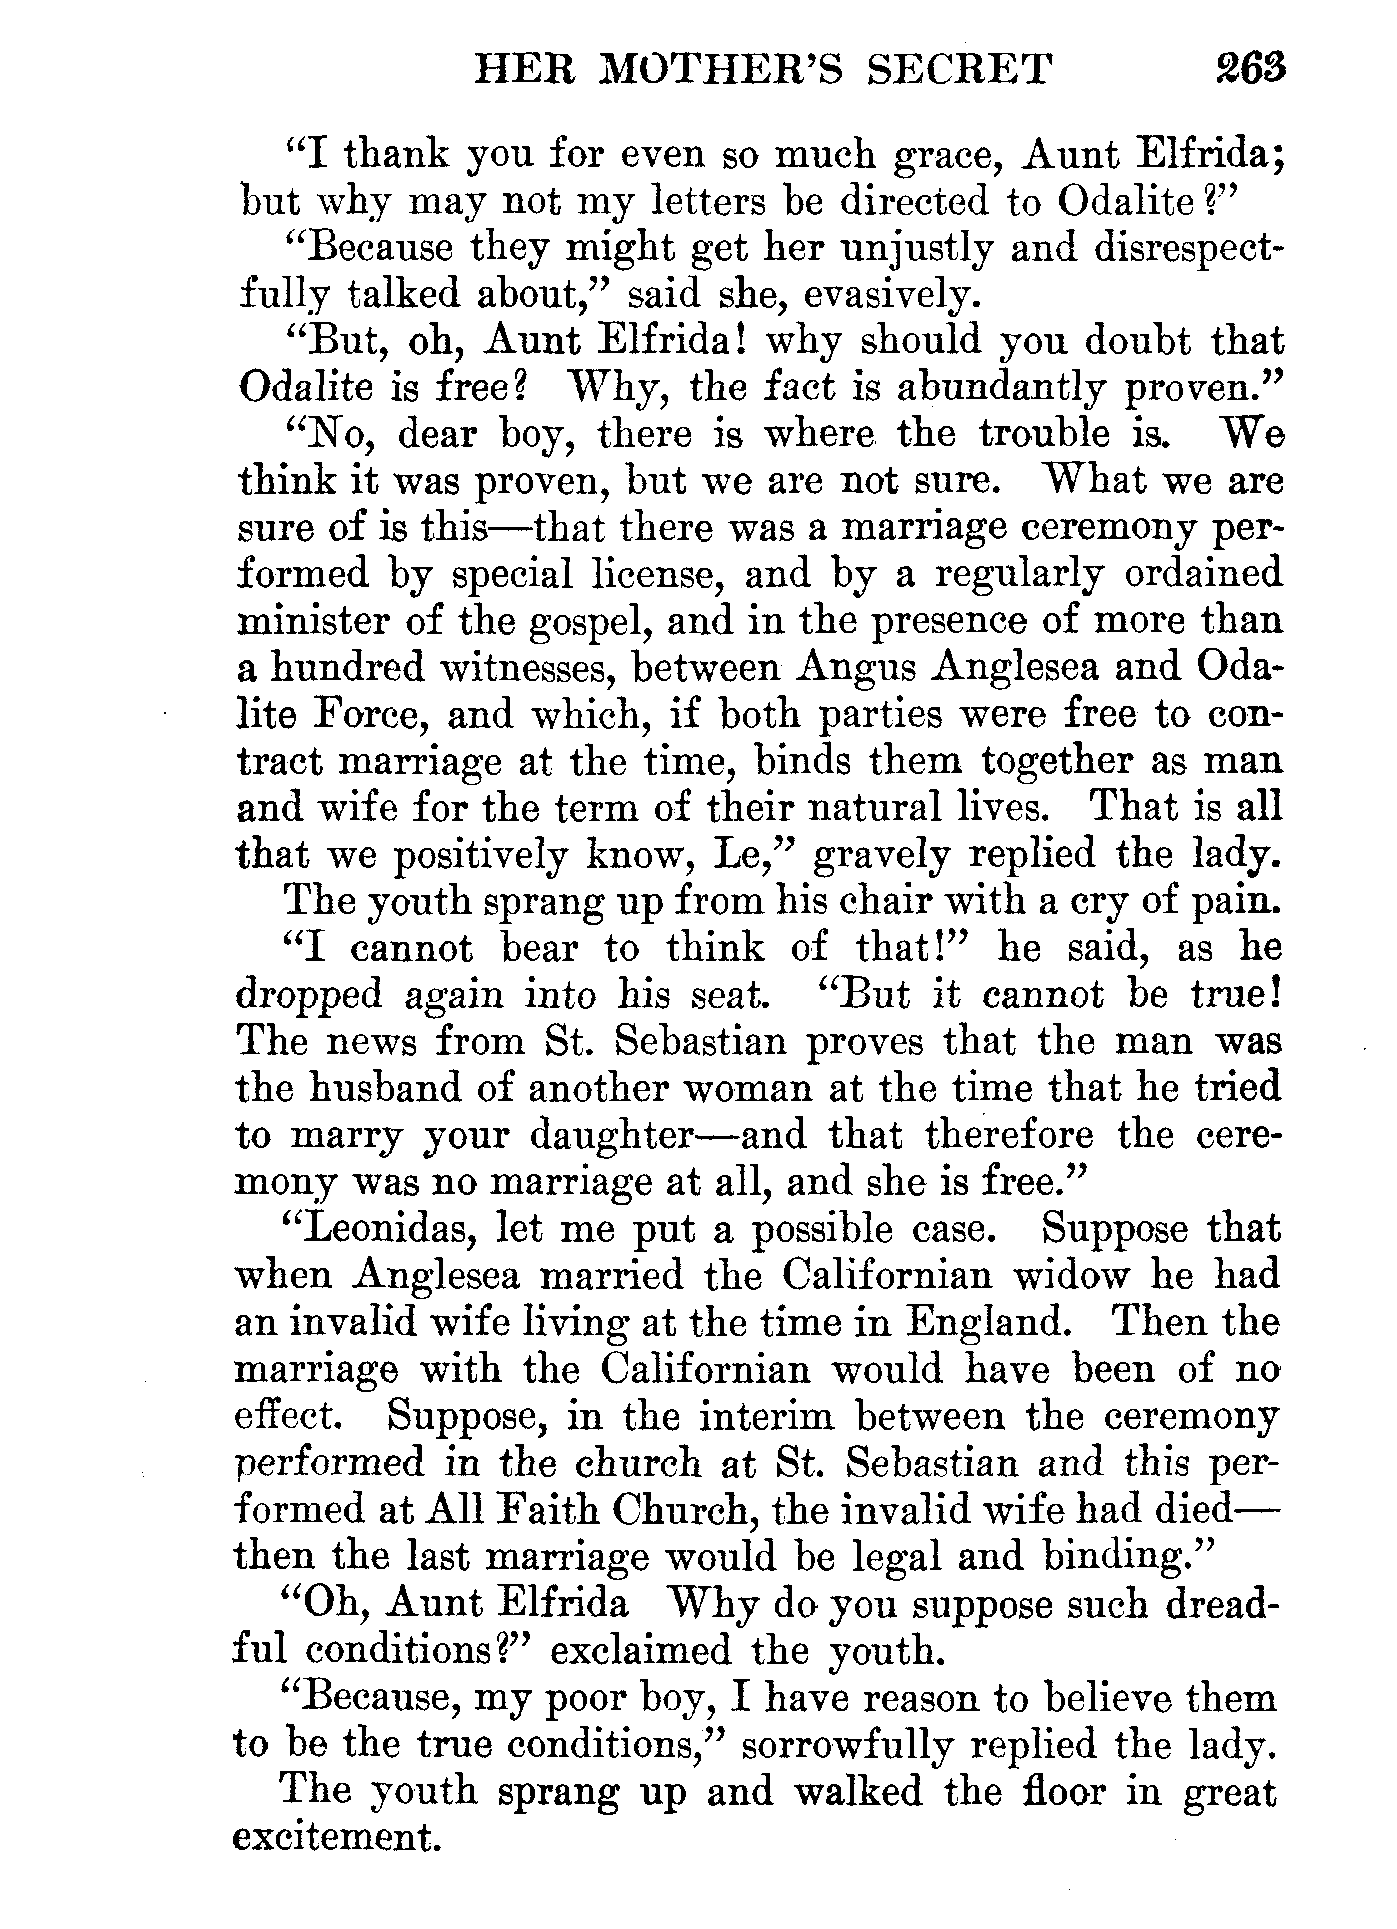 HER MOTHER'S SECRET 263
“I thank you for even so much grace, Aunt Elfrida;
but why may not my letters be directed to Odalite?”
“Because they might get her unjustly and disrespect-
fully talked about,” said she, evasively.
“But, oh, Aunt Elfrida! why should you doubt that
Odalite is free? Why, the fact is abundantly proven.”
“No, dear boy, there is where the trouble is. We
think it was proven, but we are not sure. What we are
sure of is this—that there was a marriage ceremony per-
formed by special license, and by a regularly ordained
minister of the gospel, and in the presence of more than
a hundred witnesses, between Angus Anglesea and Oda-
lite Force, and which, if both parties were free to con-
tract marriage at the time, binds them together as man
and wife for the term of their natural lives. That is all
that we positively know, Le,” gravely replied the lady.
The youth sprang up from his chair with a cry of pain.
“I cannot bear to think of that!” he said, as he
dropped again into his seat. “But it cannot be true!
The news from St. Sebastian proves that the man was
the husband of another woman at the time that he tried
to marry your daughter—and that therefore the cere-
mony was no marriage at all, and she is free.”
“Leonidas, let me put a possible case. Suppose that
when Anglesea married the Californian widow he had
an invalid wife living at the time in England. Then the
marriage with the Californian would have been of no
effect. Suppose, in the interim between the ceremony
performed in the church at St. Sebastian and this per-
formed at All Faith Church, the invalid wife had died—
then the last marriage would be legal and binding.”
“Oh, Aunt Elfrida Why do you suppose such dread-
ful conditions?” exclaimed the youth.
“Because, my poor boy, I have reason to believe them
to be the true conditions,” sorrowfully replied the lady.
The youth sprang up and walked the floor in great
excitement.